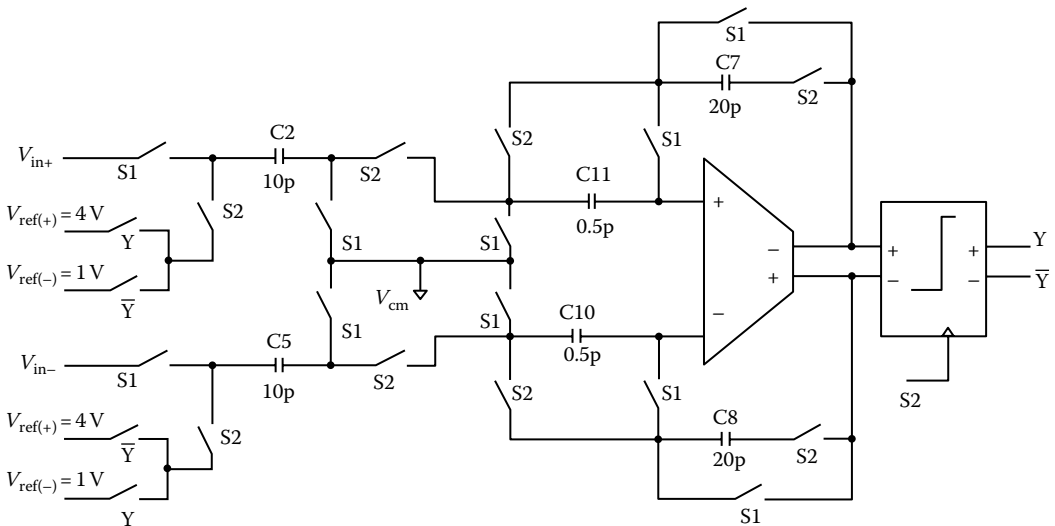 S1
C7
20p
S2
C2
10p
V_in+
S1
S2
S2
S1
C11
0.5p
S2
V_ref(+) = 4 V
Y
S1
S1
+
−
+
Y
V_ref(−) = 1 V
Y̅
V_cm
+
−
+
−
Y̅
S1
S1
C10
0.5p
−
C5
10p
V_in−
S1
S2
S2
S1
C8
20p
S2
S2
V_ref(+) = 4 V
Y̅
S2
V_ref(−) = 1 V
Y
S1